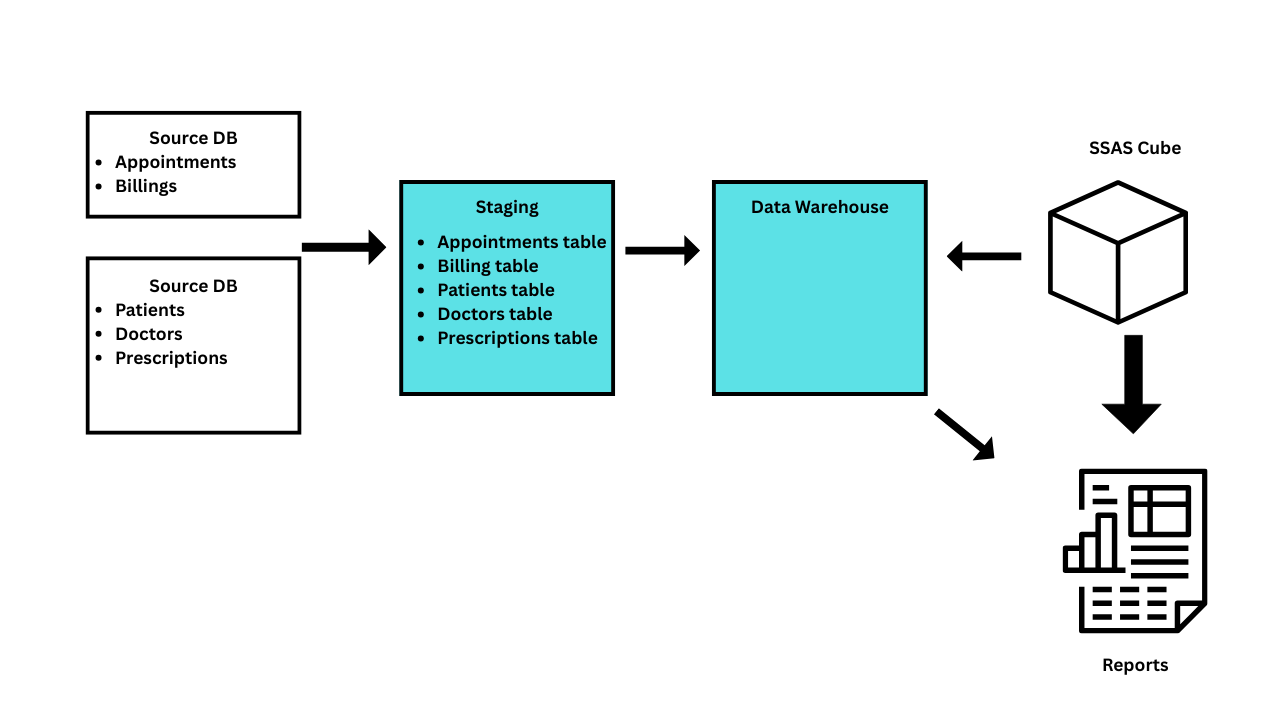 Source DB
Appointments
Billings
Source DB
Patients
Doctors
Prescriptions
Staging
Appointments table
Billing table
Patients table
Doctors table
Prescriptions table
Data Warehouse
SSAS Cube
Reports